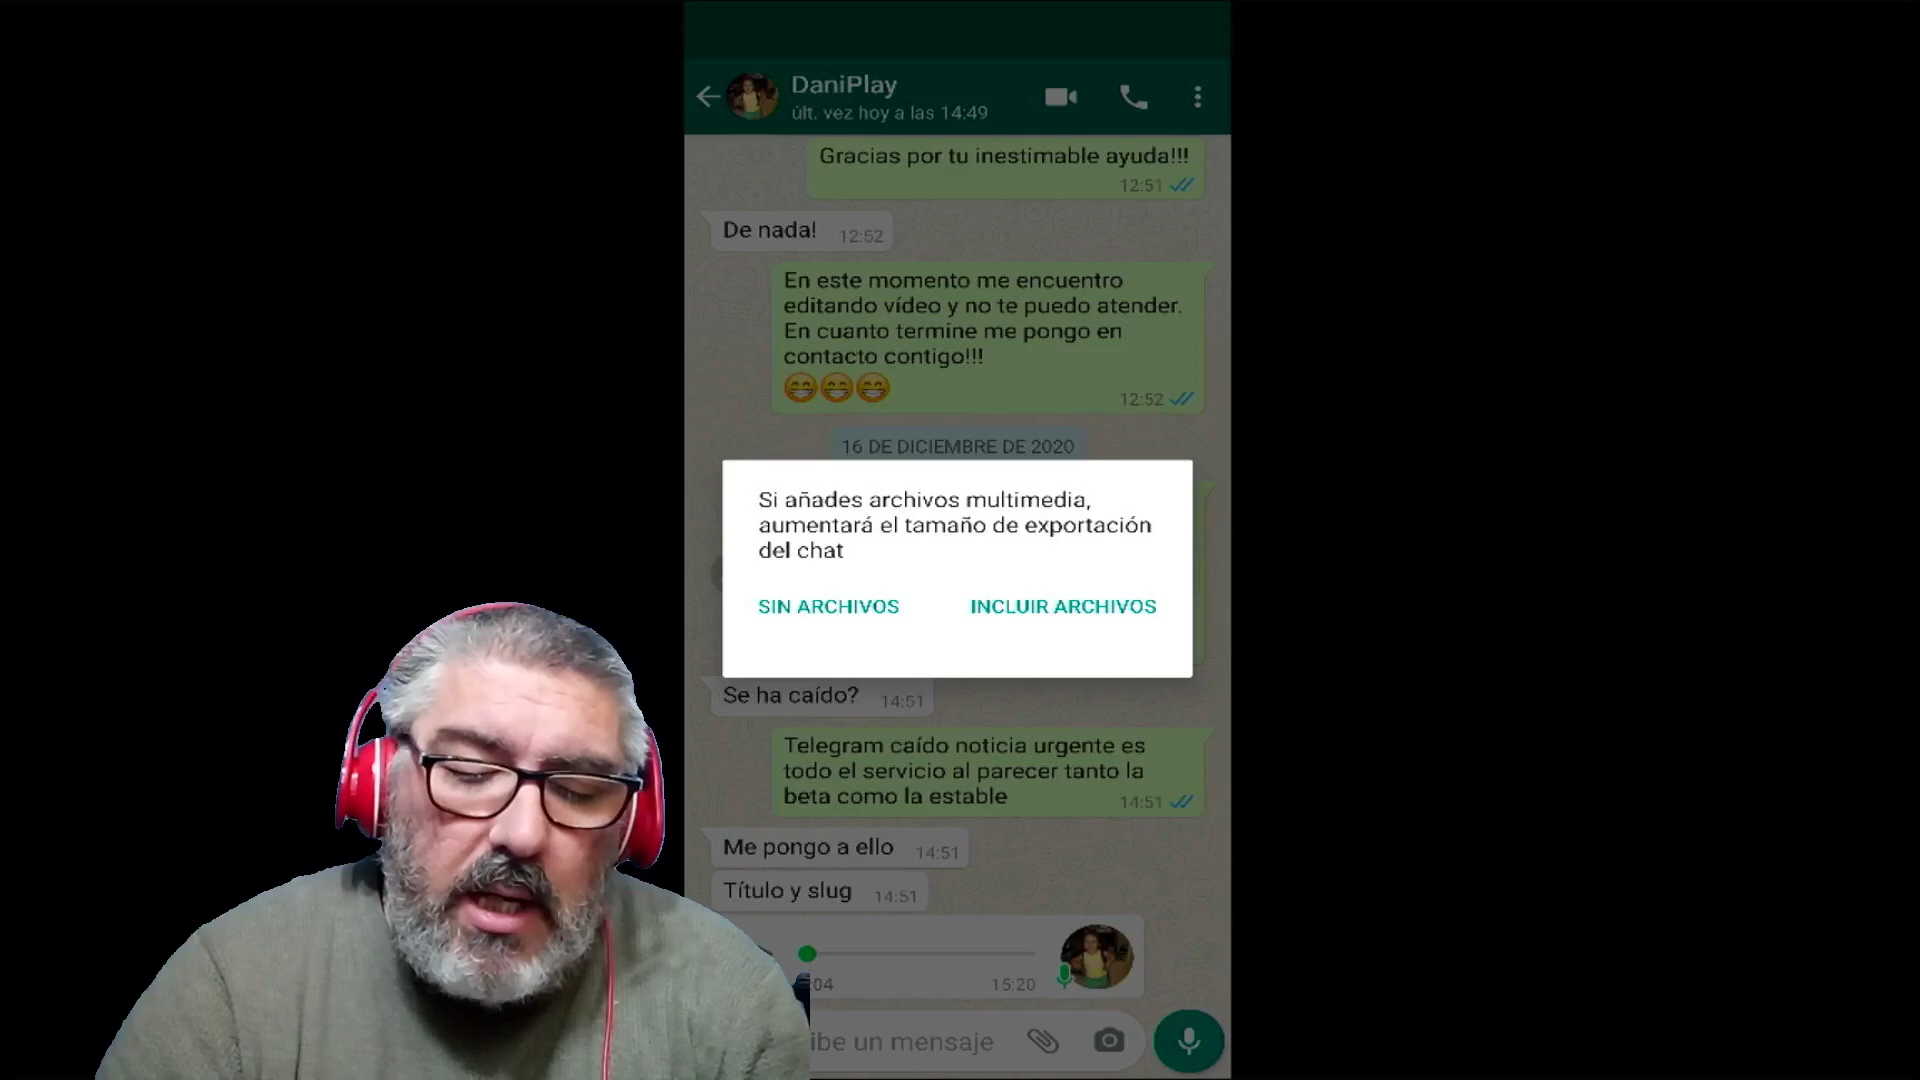 DaniPlay
últ. vez hoy a las 14:49
Gracias por tu inestimable ayuda!!!
12:51
De nada! 12:52
En este momento me encuentro
editando vídeo y no te puedo atender.
En cuanto termine me pongo en
contacto contigo!!!
12:52
16 DE DICIEMBRE DE 2020
Si añades archivos multimedia,
aumentará el tamaño de exportación
del chat
SIN ARCHIVOS INCLUIR ARCHIVOS
Se ha caído? 14:51
Telegram caído noticia urgente es
todo el servicio al parecer tanto la
beta como la estable 14:51
Me pongo a ello 14:51
Título y slug 14:51
:04 15:20
ibe un mensaje